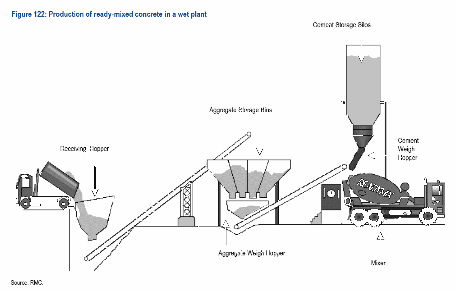 Figure 122: Production of ready-mixed concrete in a wet plant
Cement Storage Silos
Aggregate Storage Bins
Receiving Hopper
Cement
Weigh
Hopper
Aggregate Weigh Hopper
Mixer
Source: RMC.